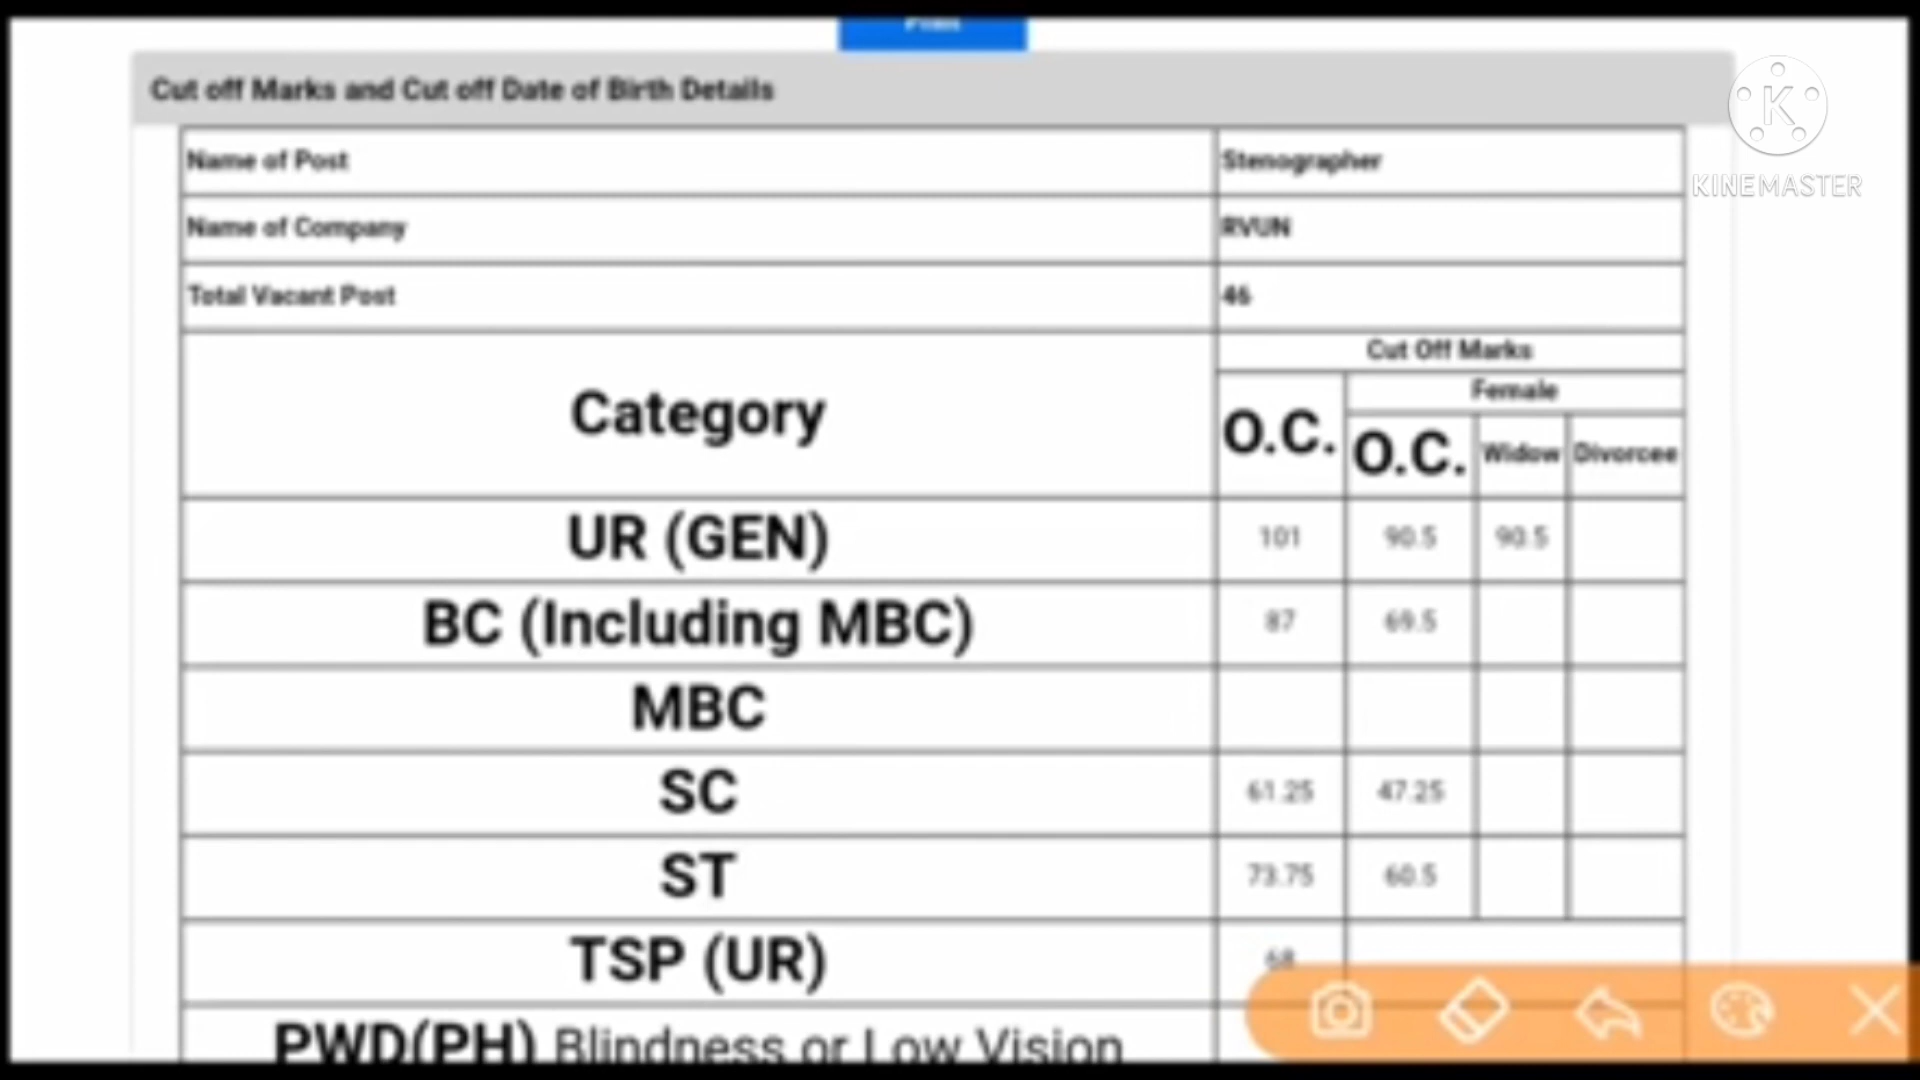 Print
Cut off Marks and Cut off Date of Birth Details
Name of Post Stenographer
Name of Company RVUN
Total Vacant Post 46
Category O.C. Cut Off Marks
Female
O.C. Widow Divorcee
UR (GEN) 101 90.5 90.5
BC (Including MBC) 87 69.5
MBC
SC 61.25 47.25
ST 73.75 60.5
TSP (UR) 68
PWD(PH) Blindness or Low Vision
K
KINEMASTER